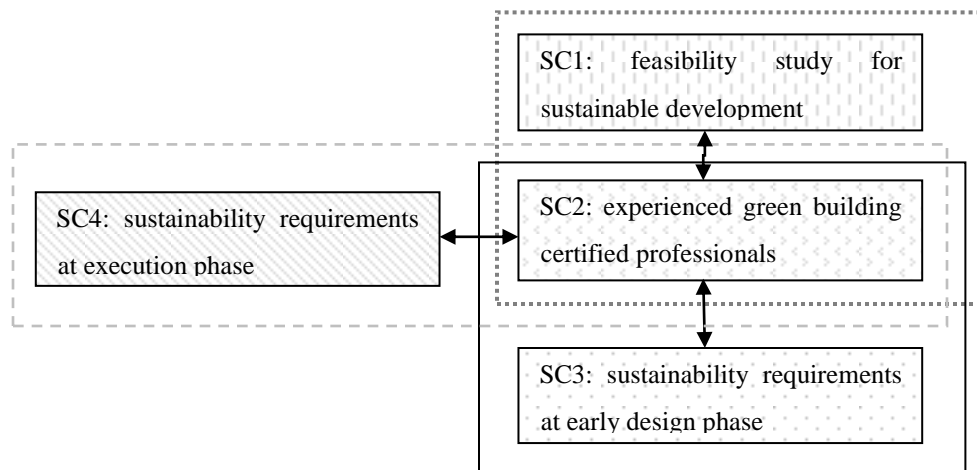 SC1: feasibility study for
sustainable development
SC4: sustainability requirements
at execution phase
SC2: experienced green building
certified professionals
SC3: sustainability requirements
at early design phase